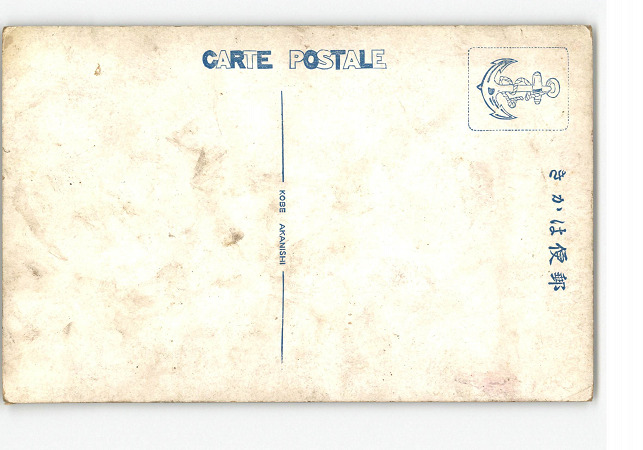 CARTE POSTALE
KOBE AKANISHI
郵便はかき